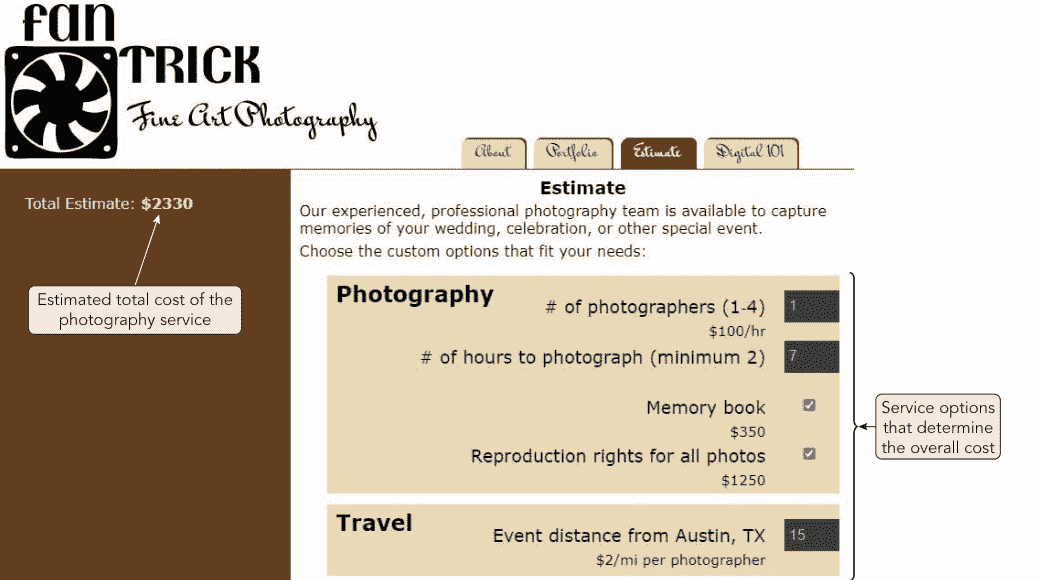 fan
TRICK
Fine Art Photography
About
Portfolio
Estimate
Digital 101
Total Estimate: $2330
Estimated total cost of the
photography service
Estimate
Our experienced, professional photography team is available to capture
memories of your wedding, celebration, or other special event.
Choose the custom options that fit your needs:
Photography
# of photographers (1-4)
1
$100/hr
# of hours to photograph (minimum 2)
7
Memory book
$350
Reproduction rights for all photos
$1250
Service options
that determine
the overall cost
Travel
Event distance from Austin, TX
15
$2/mi per photographer